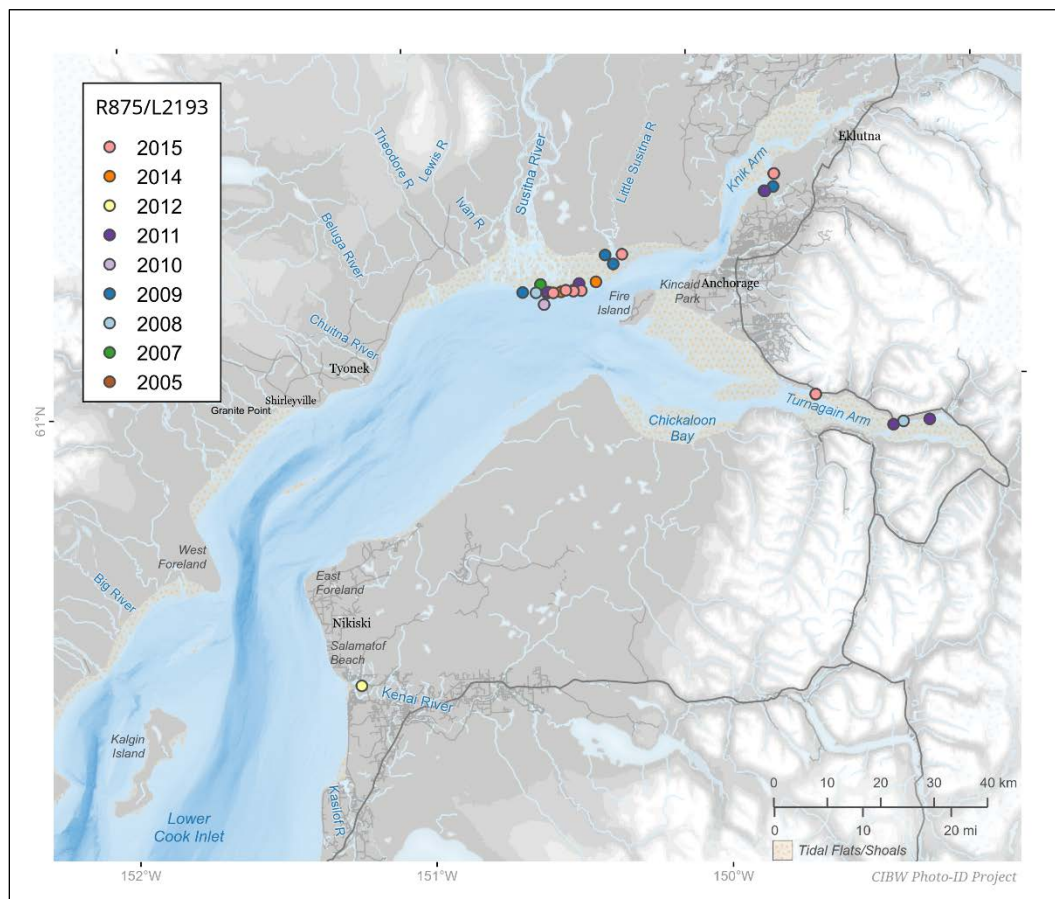 R875/L2193
2015
2014
2012
2011
2010
2009
2008
2007
2005
Theodore R
Lewis R
Ivan R
Susitna River
Little Susitna R
Beluga River
Chuitna River
Knik Arm
Eklutna
Fire
Island
Kincaid
Park
Anchorage
Tyonek
Shirleyville
Granite Point
61°N
Chickaloon
Bay
Turnagain Arm
West
Foreland
East
Foreland
Big River
Nikiski
Salamatof
Beach
Kenai River
Kalgin
Island
Kasilof R
Lower
Cook Inlet
0 10 20 30 40 km
0 10 20 mi
Tidal Flats/Shoals
CIBW Photo-ID Project
152°W
151°W
150°W